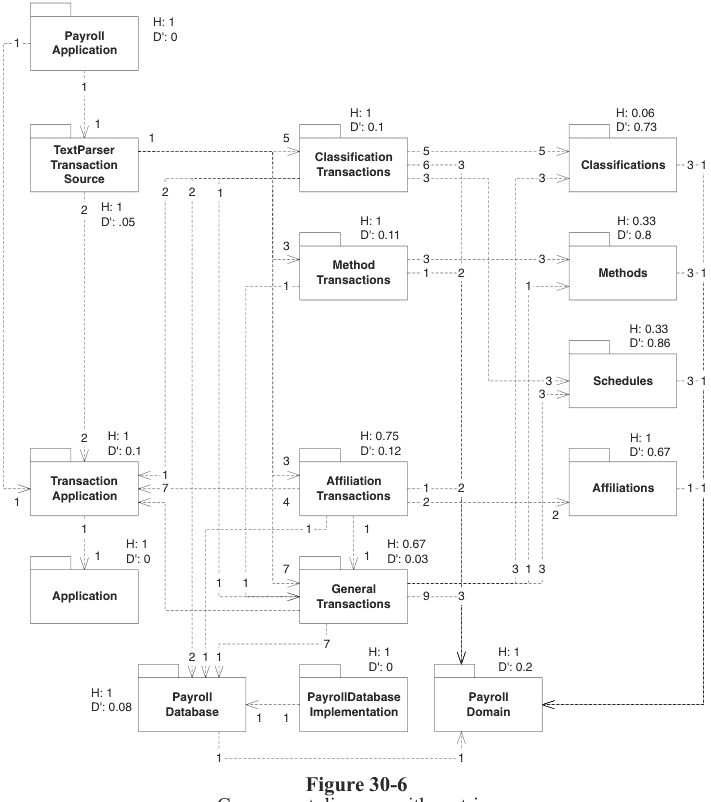 Payroll
Application
H: 1
D': 0
1
1
1
TextParser
Transaction
Source
1
2
H: 1
D': .05
5
H: 1
D': 0.1
Classification
Transactions
5
6
3
3
5
3
H: 0.06
D': 0.73
Classifications
3 1
2
2
1
3
H: 1
D': 0.11
Method
Transactions
1
3
1
2
3
1
H: 0.33
D': 0.8
Methods
3 1
H: 0.33
D': 0.86
3
3
Schedules
3 1
2
H: 1
D': 0.1
Transaction
Application
1
1
7
3
4
H: 0.75
D': 0.12
Affiliation
Transactions
1
2
2
2
H: 1
D': 0.67
Affiliations
1 1
1
1
H: 1
D': 0
Application
1
1
1
1
1
7
H: 0.67
D': 0.03
General
Transactions
9
3
3 1 3
7
2 1 1
H: 1
D': 0.08
Payroll
Database
1
1
H: 1
D': 0
PayrollDatabase
Implementation
H: 1
D': 0.2
Payroll
Domain
1
1
Figure 30-6